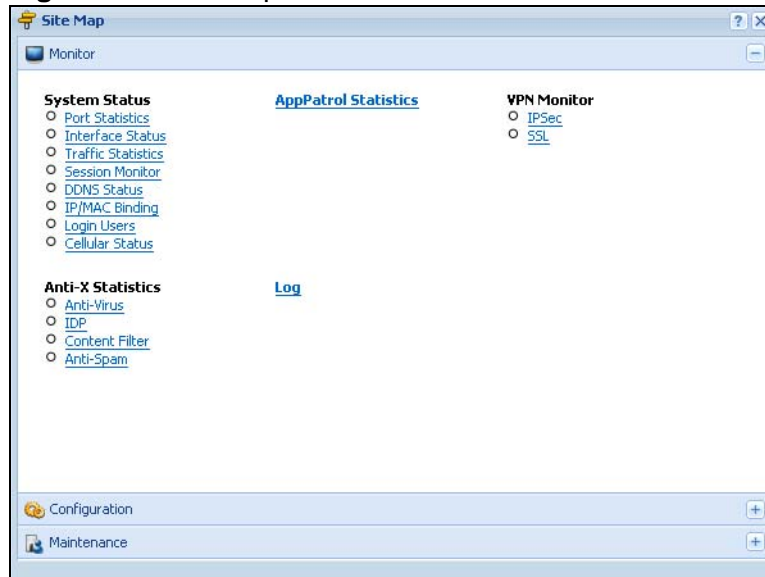 Site Map
Monitor
System Status
Port Statistics
Interface Status
Traffic Statistics
Session Monitor
DDNS Status
IP/MAC Binding
Login Users
Cellular Status
AppPatrol Statistics
VPN Monitor
IPSec
SSL
Anti-X Statistics
Anti-Virus
IDP
Content Filter
Anti-Spam
Log
Configuration
Maintenance